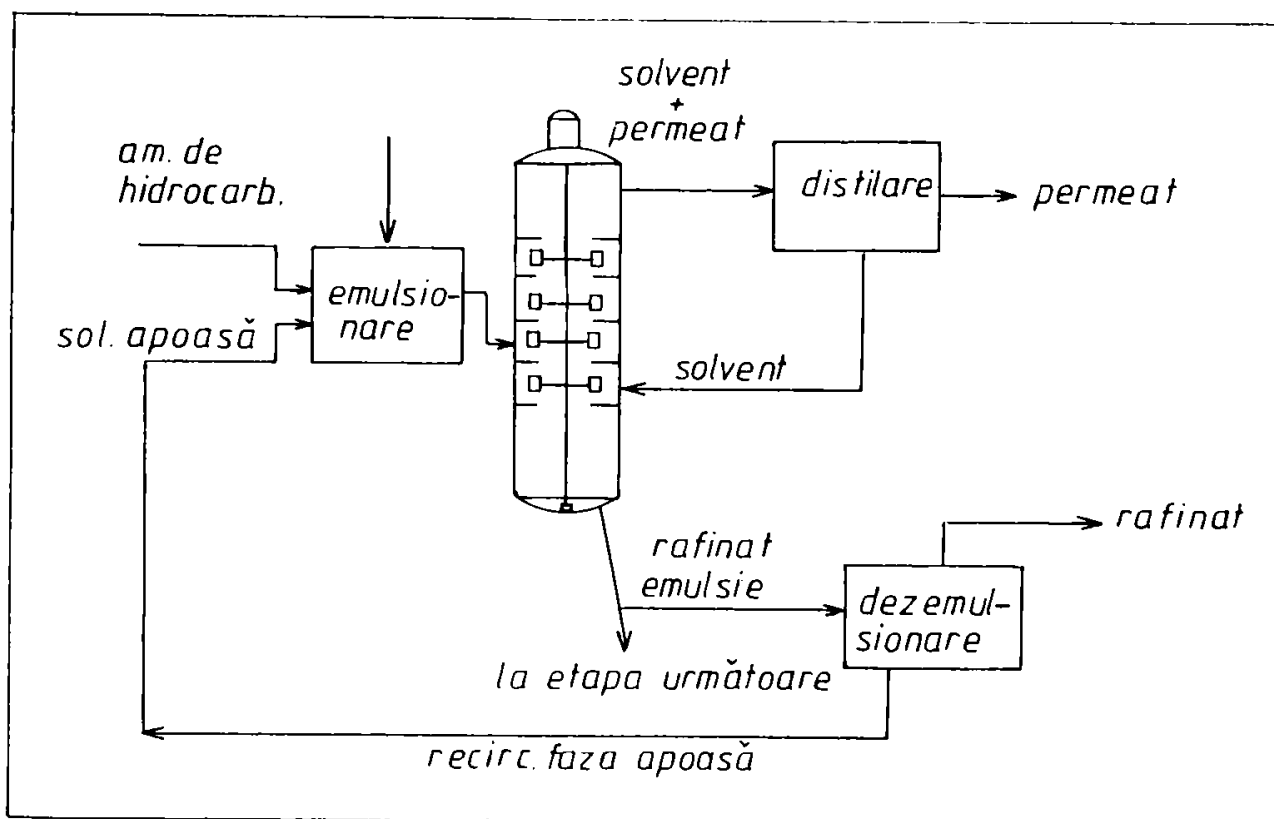 solvent
+
permeat
am. de
hidrocarb.
distilare
permeat
emulsio-
nare
sol. apoasă
solvent
rafinat
emulsie
rafinat
dezemul-
sionare
la etapa următoare
recirc. faza apoasă